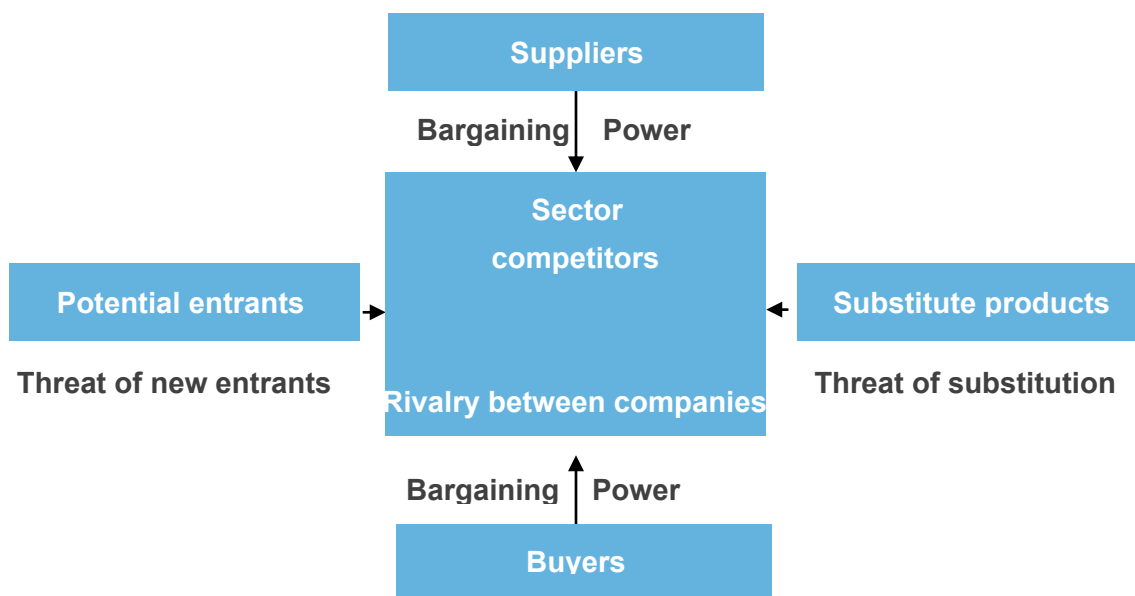 Suppliers
Bargaining Power
Sector
competitors
Potential entrants
Substitute products
Threat of new entrants
Threat of substitution
Rivalry between companies
Bargaining Power
Buyers